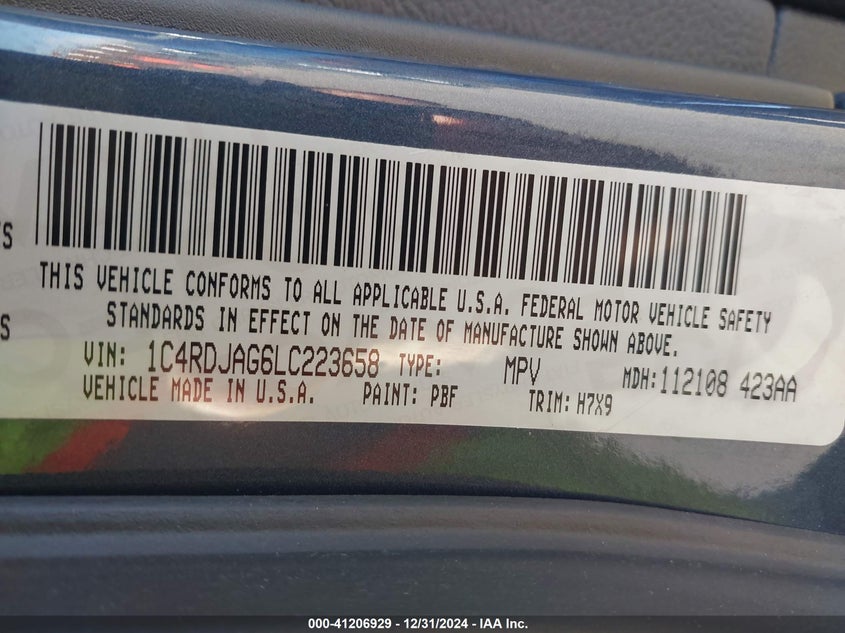 S
THIS VEHICLE CONFORMS TO ALL APPLICABLE U.S.A. FEDERAL MOTOR VEHICLE SAFETY
S
STANDARDS IN EFFECT ON THE DATE OF MANUFACTURE SHOWN ABOVE.
VIN: 1C4RDJAG6LC223658 TYPE: MPV MDH:112108 423AA
VEHICLE MADE IN U.S.A. PAINT: PBF TRIM: H7X9
000-41206929 - 12/31/2024 - IAA Inc.